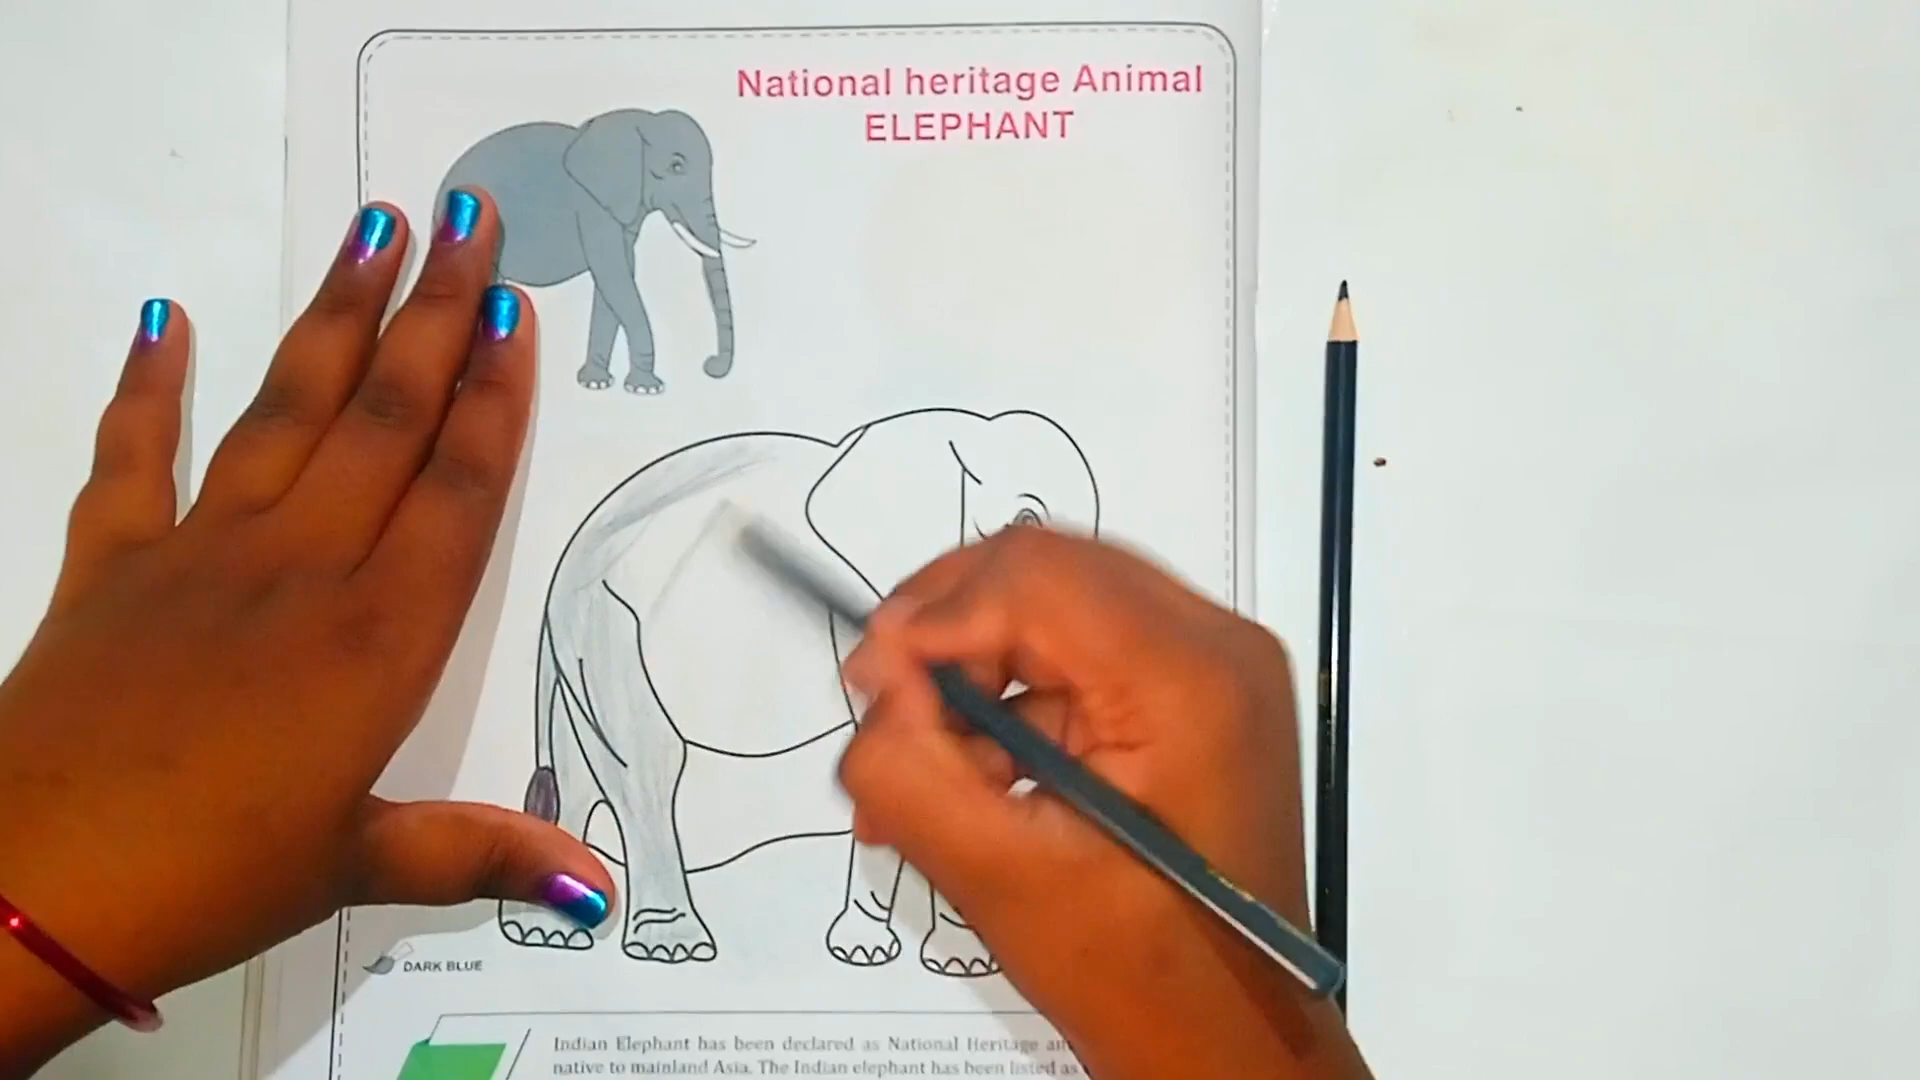 National heritage Animal
ELEPHANT
DARK BLUE
Indian Elephant has been declared as National Heritage
native to mainland Asia. The Indian elephant has been listed as